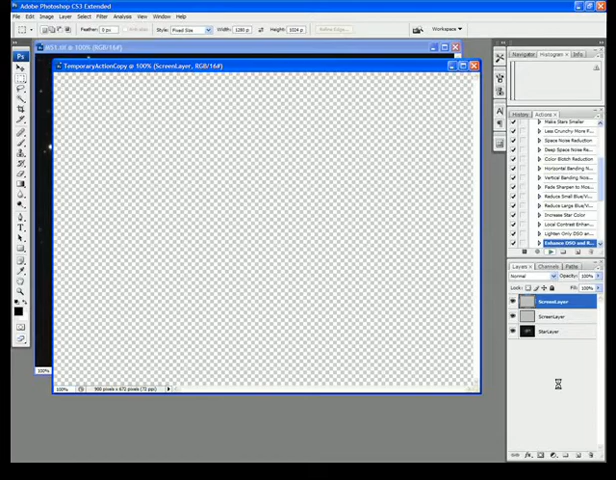 Adobe Photoshop CS3 Extended
File Edit Image Layer Select Filter Analysis View Window Help
Feather: 0 px
Style: Fixed Size
Width: 1280 p
Height: 1024 p
Refine Edge...
Workspace
M51.tif @ 100% (RGB/16#)
TemporaryActionCopy @ 100% (ScreenLayer, RGB/16#)
Navigator Histogram Info
History Actions
Make Stars Smaller
Less Crunchy More F
Space Noise Reduction
Deep Space Noise Re
Color Blotch Reduction
Horizontal Banding N
Vertical Banding Nois
Fade Sharpen to Mos
Reduce Small Blue/Vi
Reduce Large Blue/Vi
Increase Star Color
Local Contrast Enhan
Lighten Only DSO an
Enhance DSO and R
Layers Channels Paths
Normal Opacity: 100%
Lock: Fill: 100%
ScreenLayer
ScreenLayer
StarLayer
100%
100% 900 pixels x 672 pixels (72 ppi)